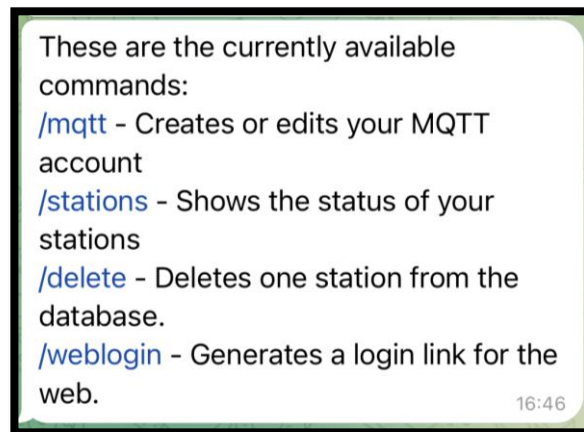 These are the currently available
commands:
/mqtt - Creates or edits your MQTT
account
/stations - Shows the status of your
stations
/delete - Deletes one station from the
database.
/weblogin - Generates a login link for the
web.
16:46